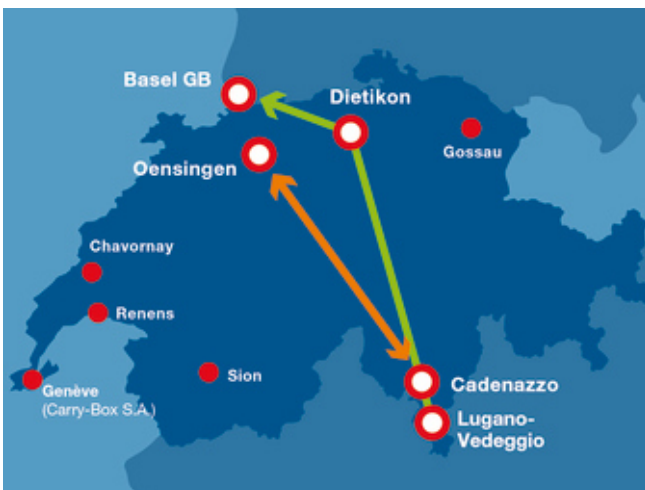 Basel GB
Dietikon
Gossau
Oensingen
Chavornay
Renens
Sion
Genève
(Carry-Box S.A.)
Cadenazzo
Lugano-
Vedeggio